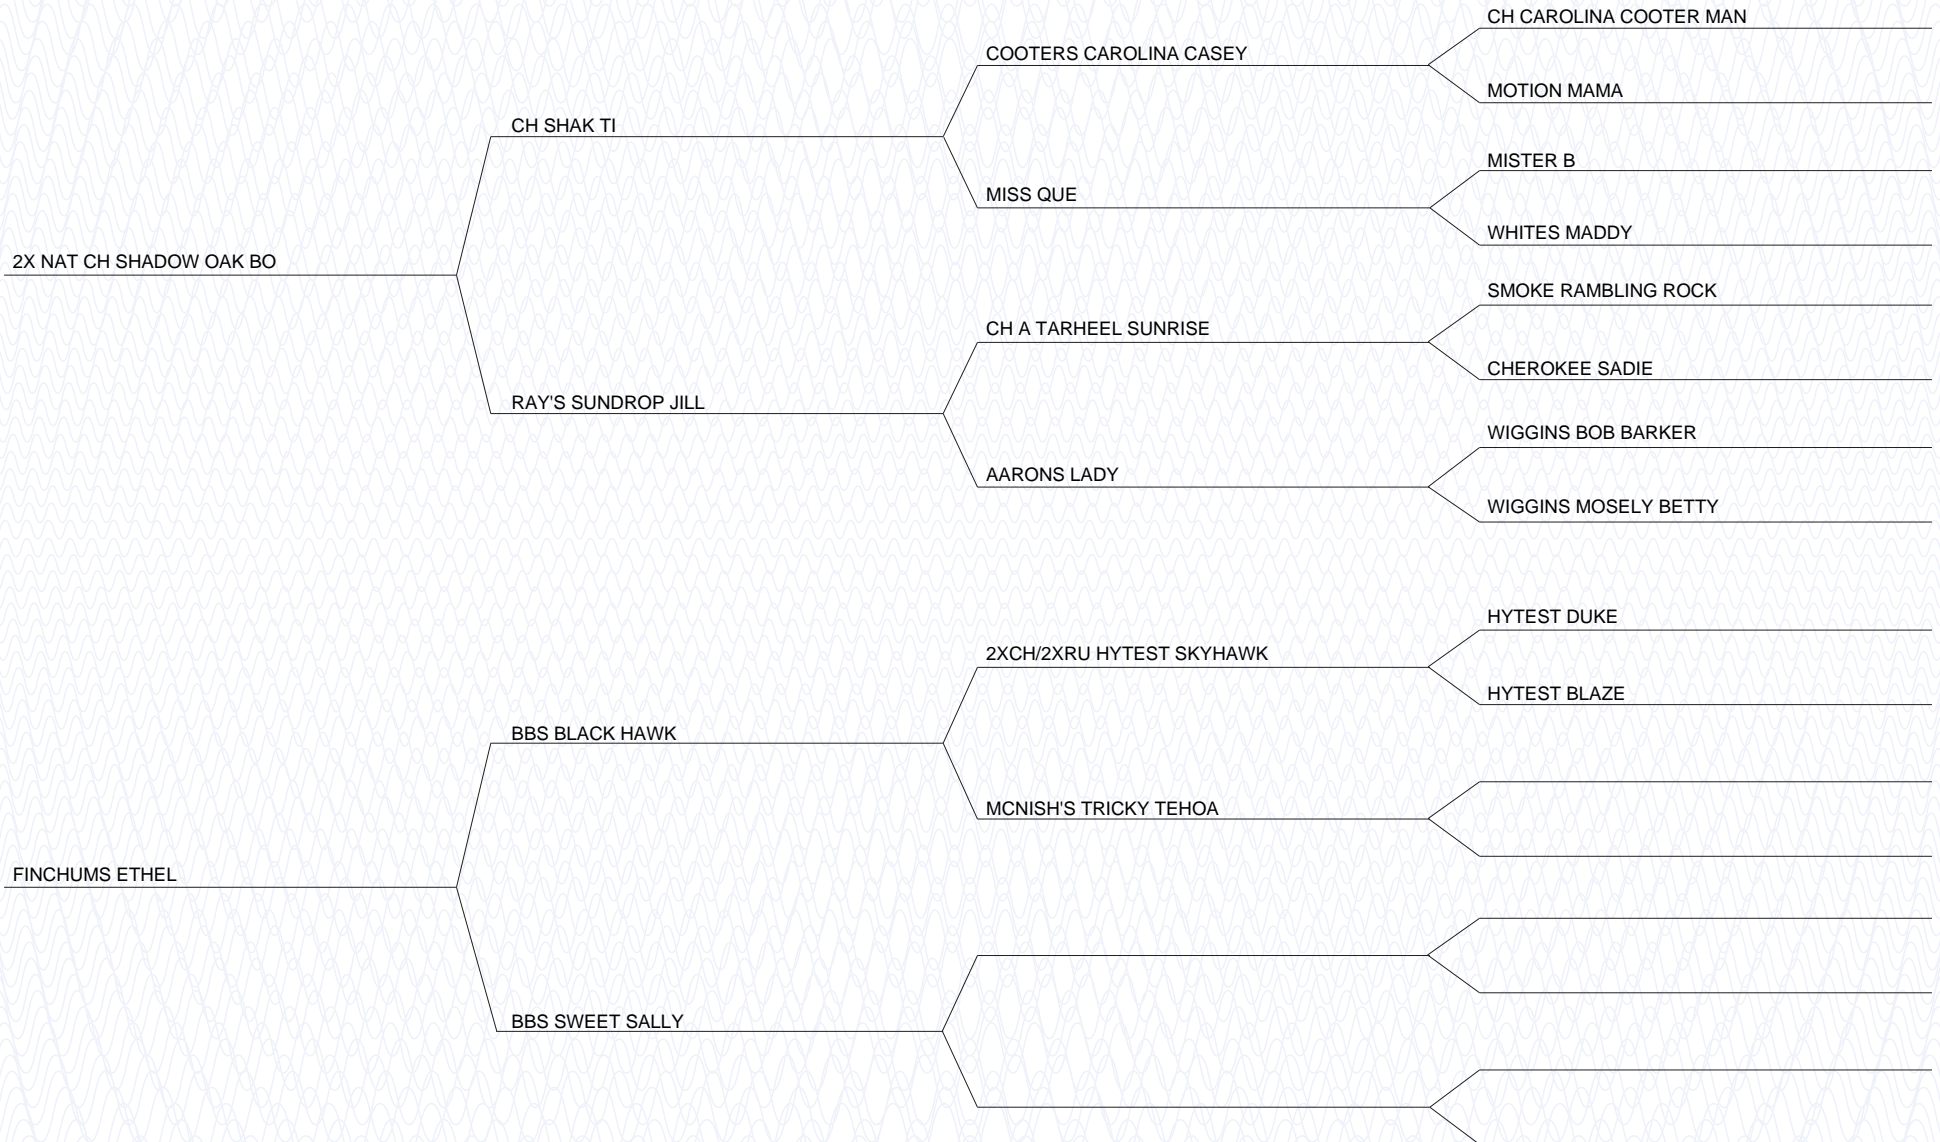 CH CAROLINA COOTER MAN
COOTERS CAROLINA CASEY
MOTION MAMA
CH SHAK TI
MISTER B
MISS QUE
WHITES MADDY
2X NAT CH SHADOW OAK BO
SMOKE RAMBLING ROCK
CH A TARHEEL SUNRISE
CHEROKEE SADIE
RAY'S SUNDROP JILL
WIGGINS BOB BARKER
AARONS LADY
WIGGINS MOSELY BETTY
HYTEST DUKE
2XCH/2XRU HYTEST SKYHAWK
HYTEST BLAZE
BBS BLACK HAWK
MCNISH'S TRICKY TEHOA
FINCHUMS ETHEL
BBS SWEET SALLY